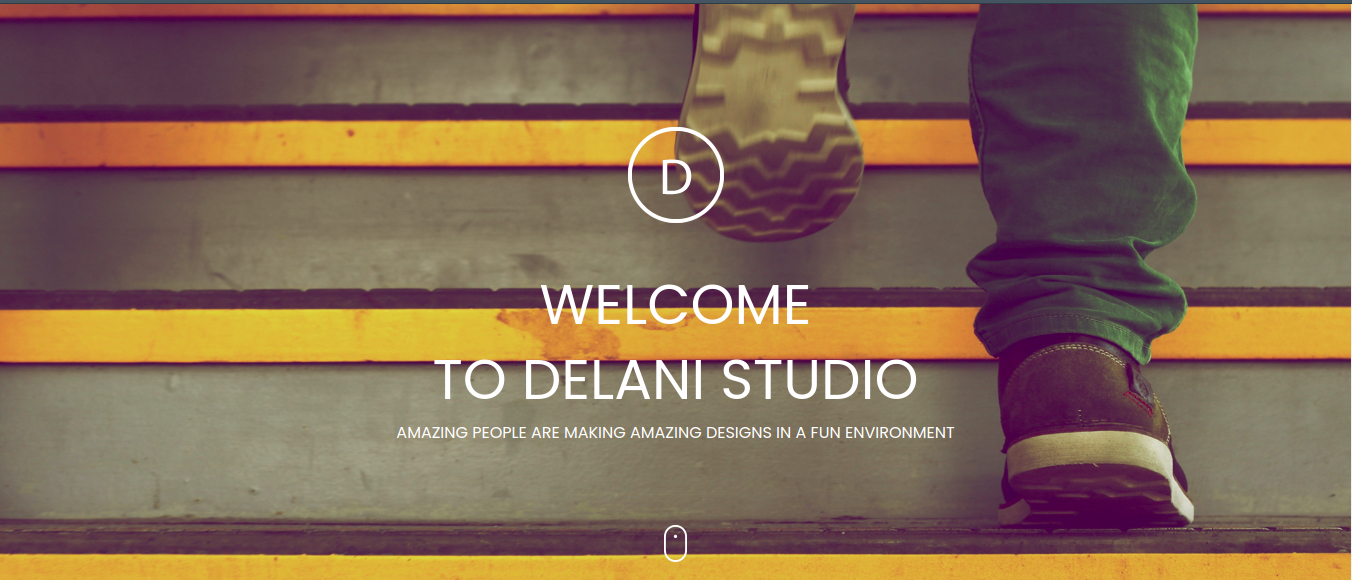 D
WELCOME
TO DELANI STUDIO
AMAZING PEOPLE ARE MAKING AMAZING DESIGNS IN A FUN ENVIRONMENT